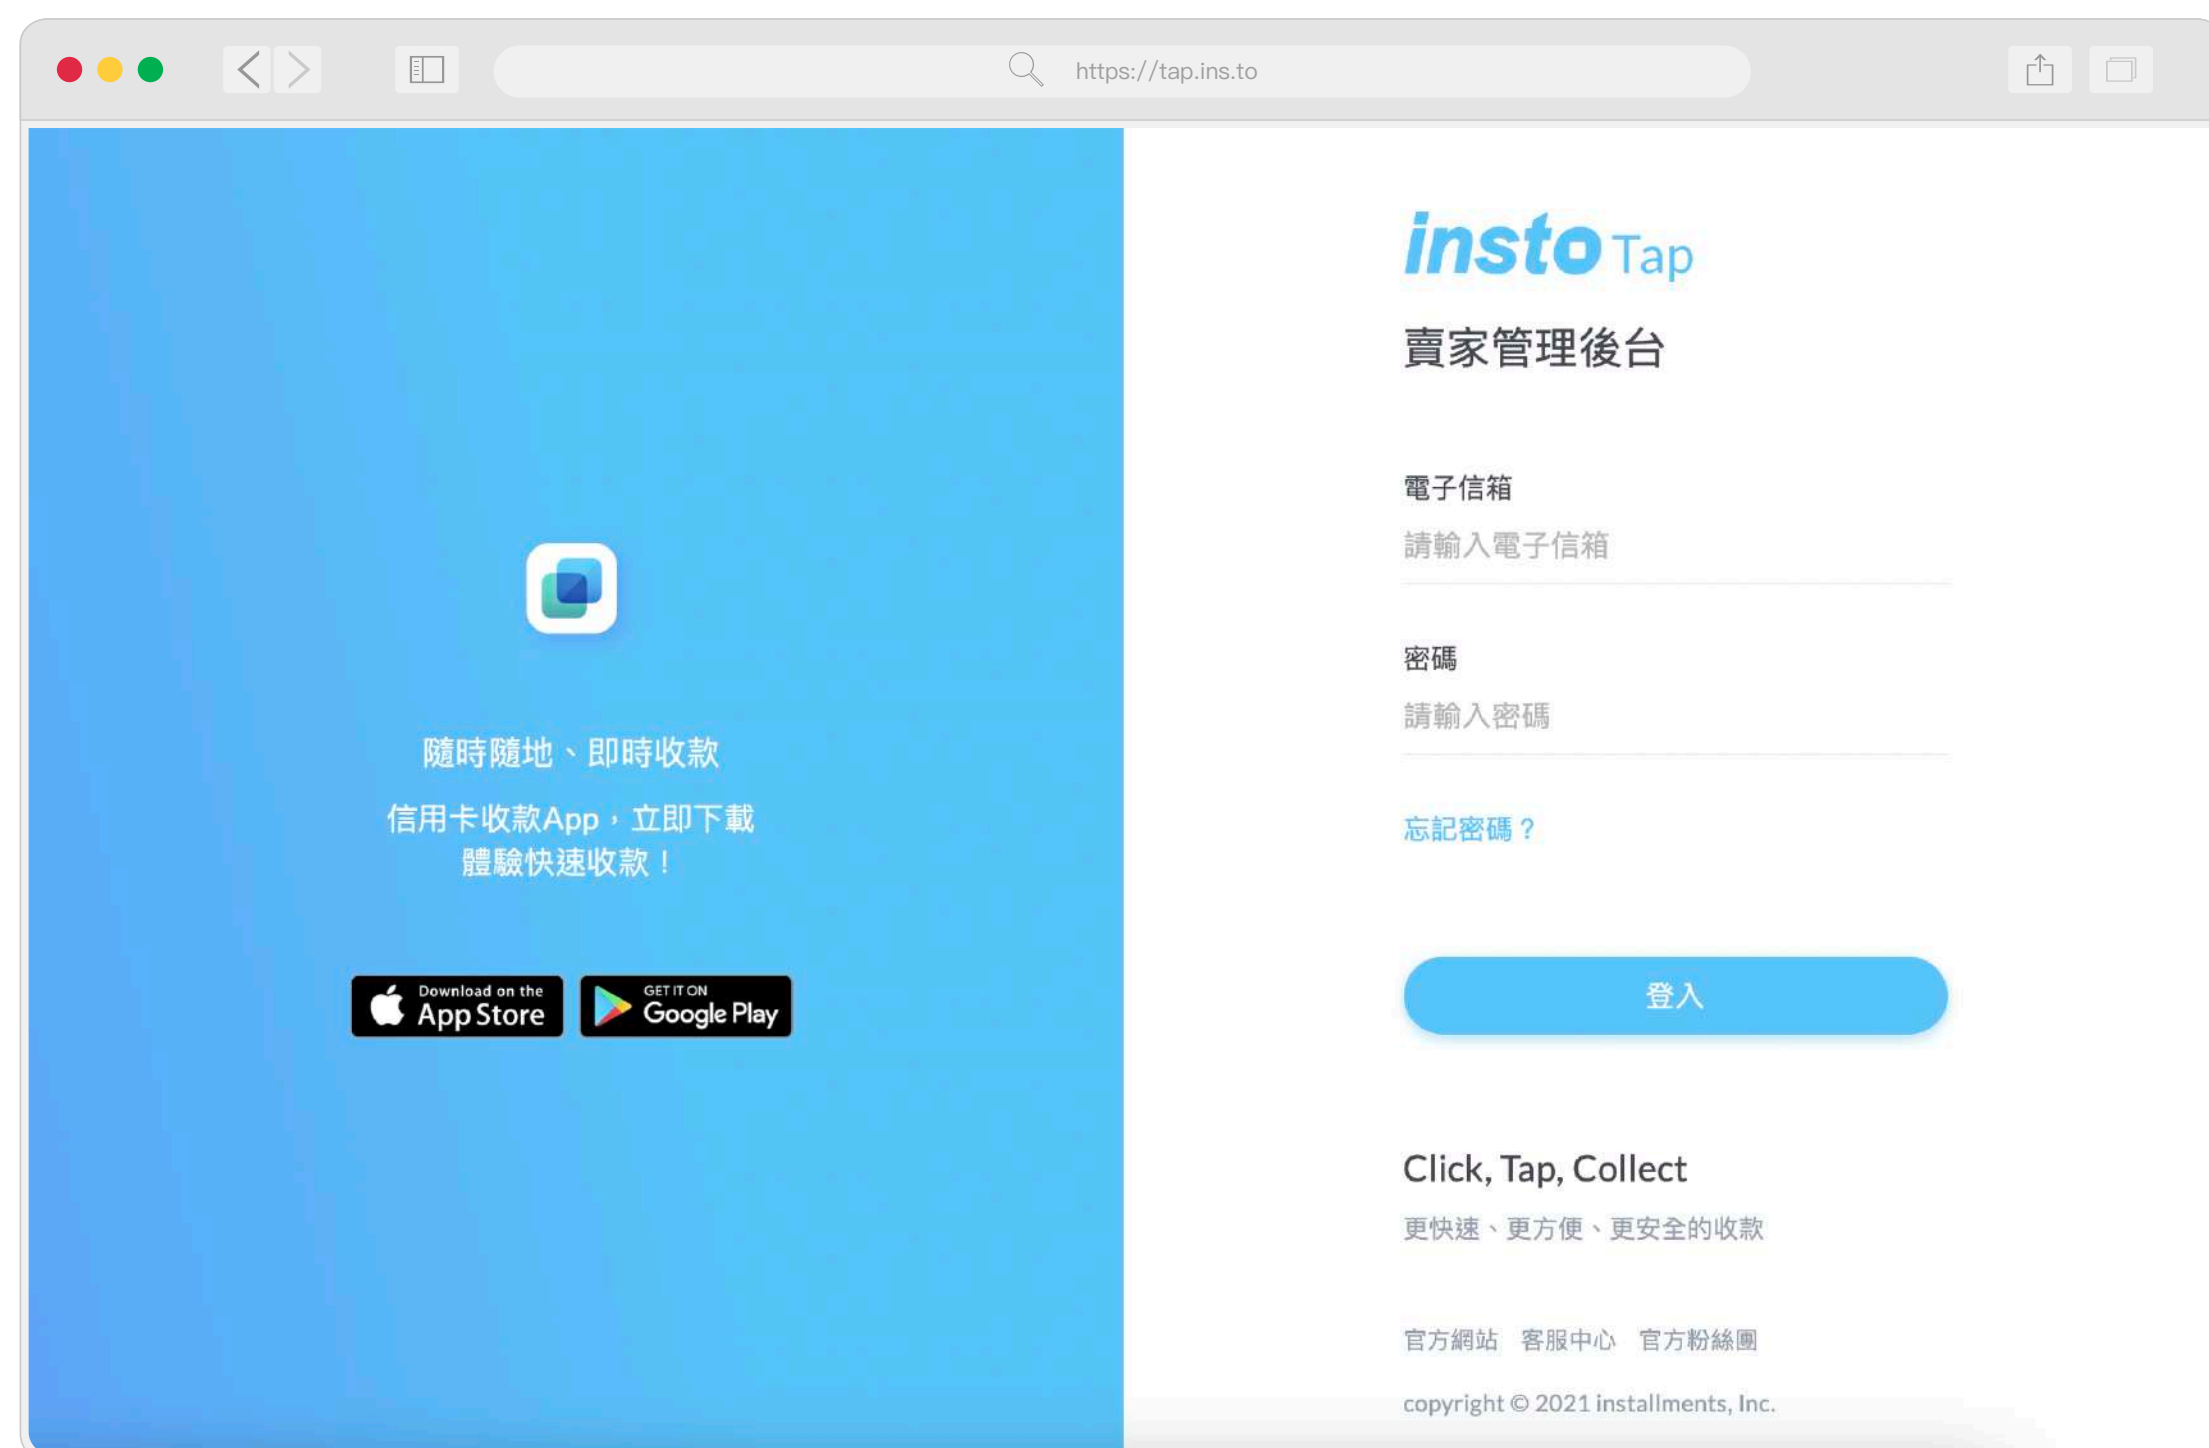 https://tap.ins.to
隨時隨地、即時收款
信用卡收款App，立即下載
體驗快速收款！
Download on the
App Store
GET IT ON
Google Play
insto Tap
賣家管理後台
電子信箱
請輸入電子信箱
密碼
請輸入密碼
忘記密碼？
登入
Click, Tap, Collect
更快速、更方便、更安全的收款
官方網站 客服中心 官方粉絲團
copyright © 2021 installments, Inc.